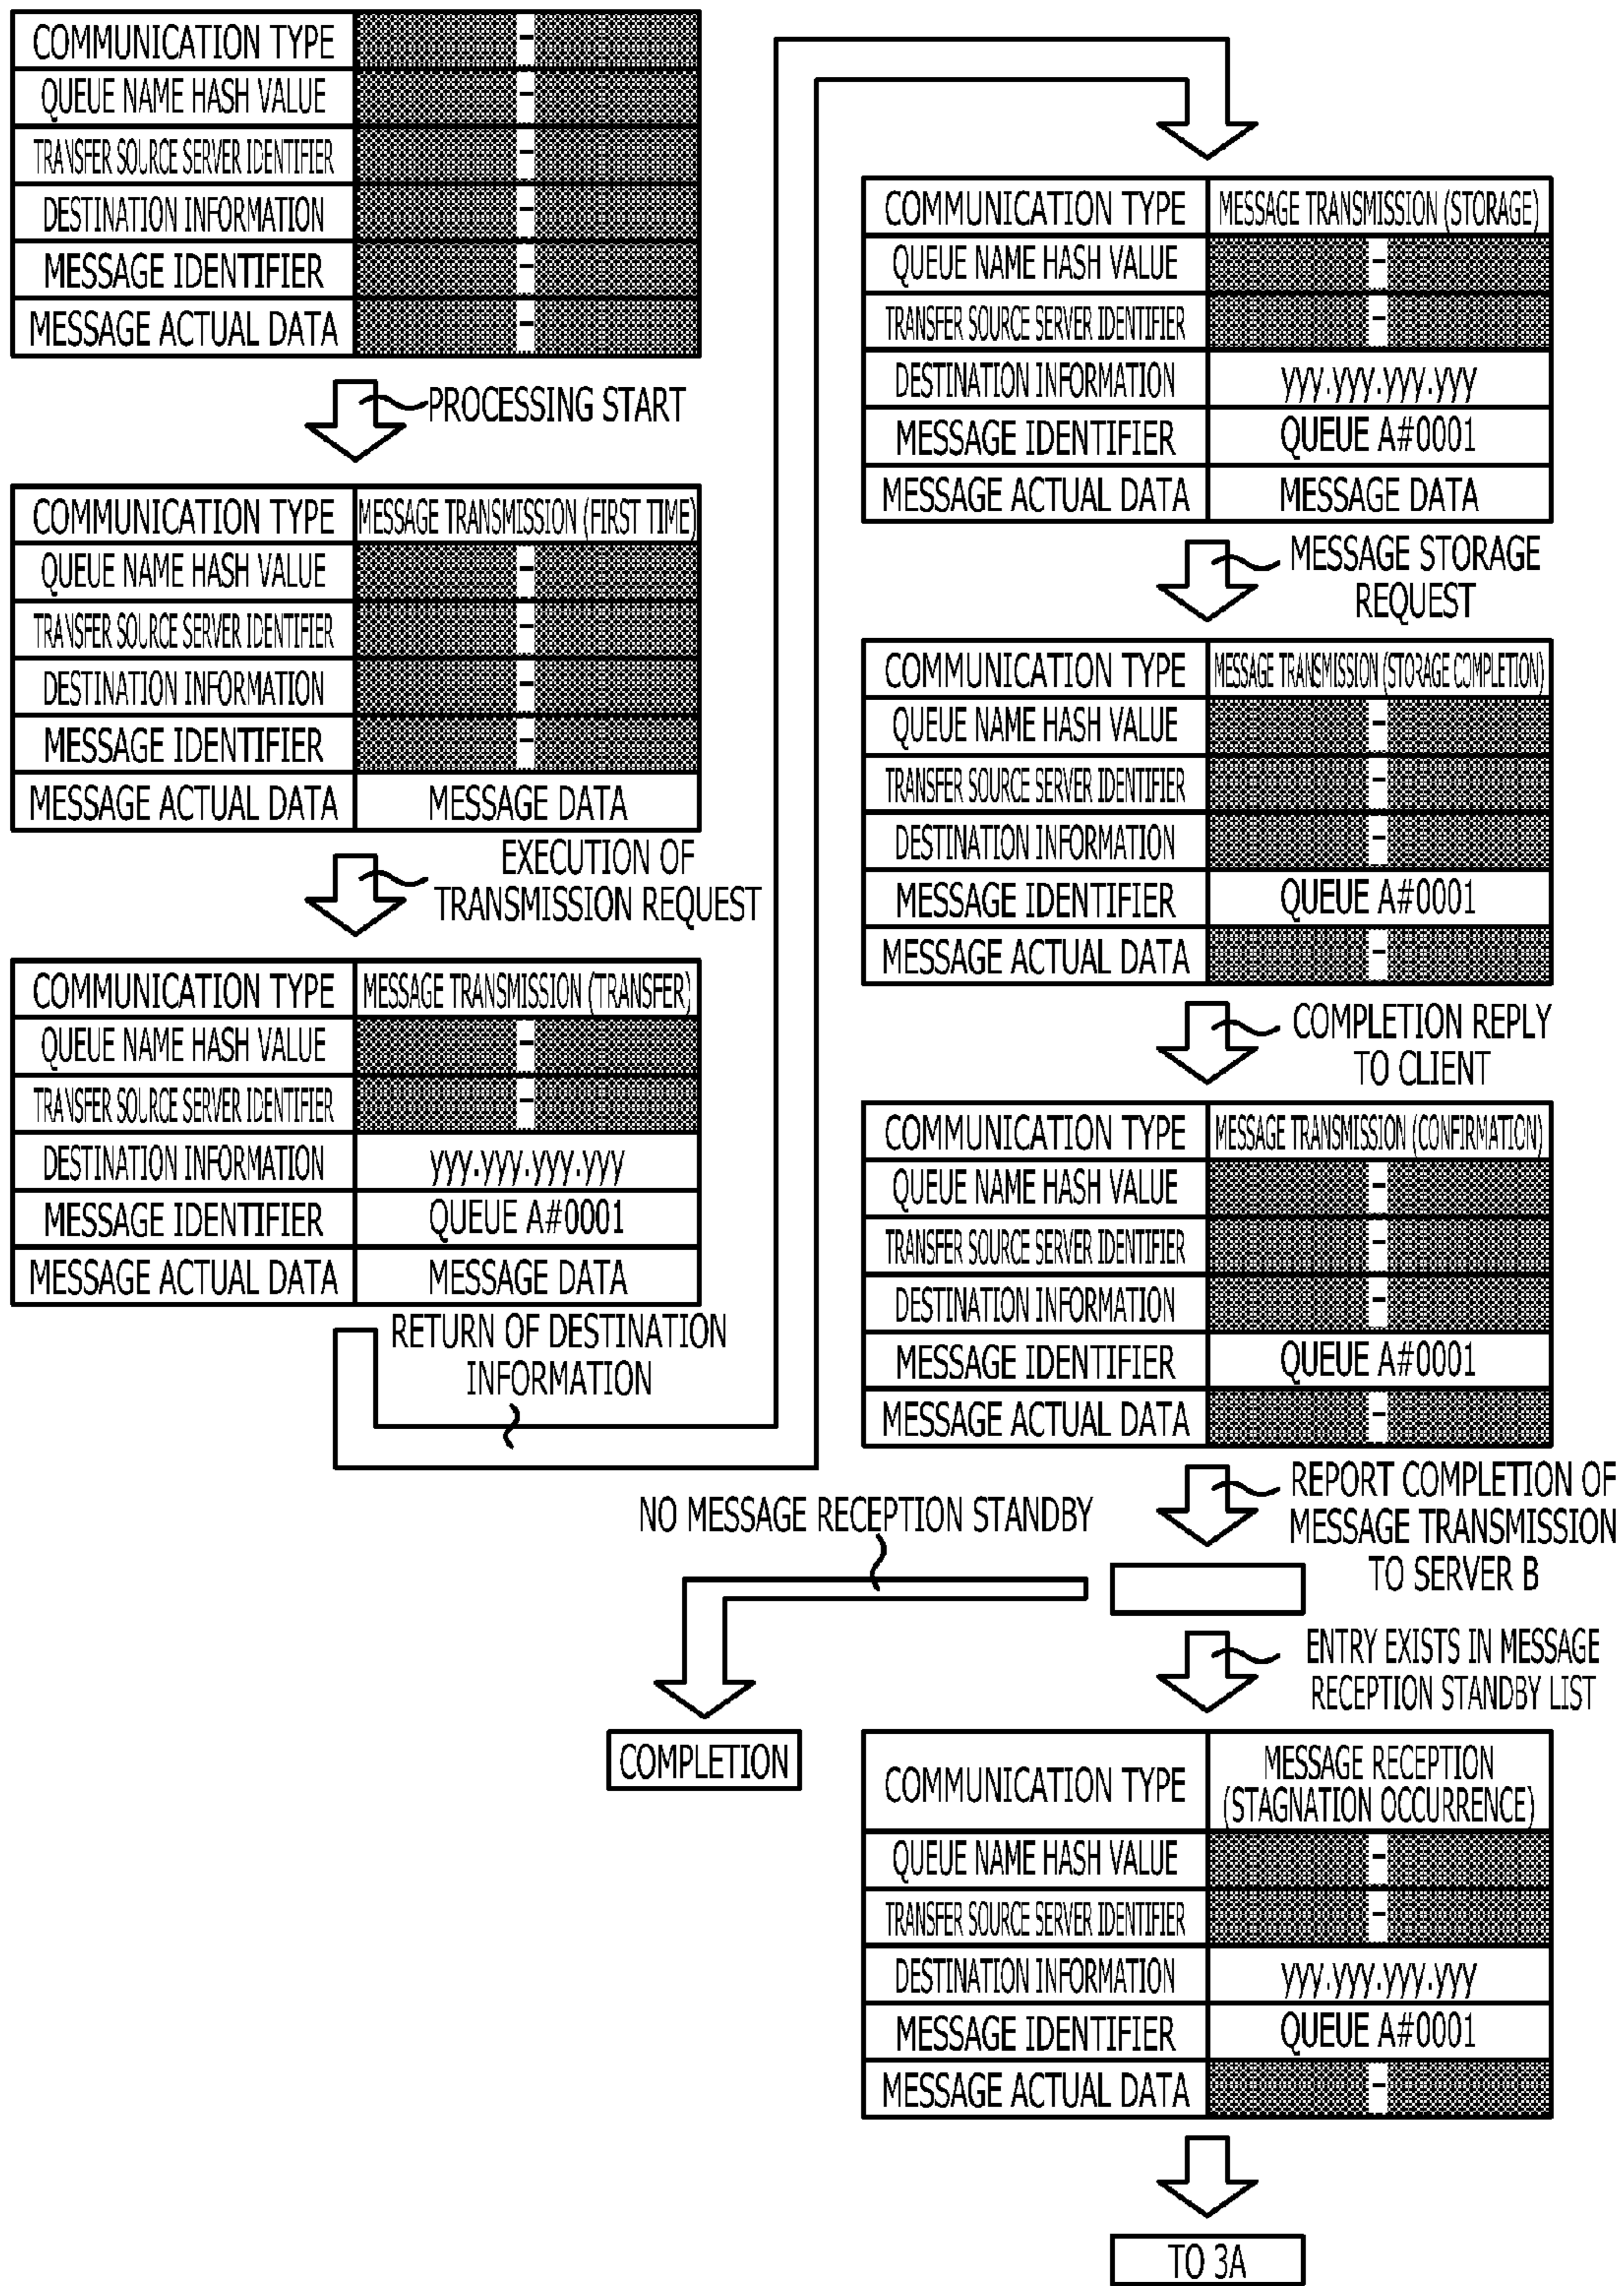 COMMUNICATION TYPE -
QUEUE NAME HASH VALUE -
TRANSFER SOURCE SERVER IDENTIFIER -
DESTINATION INFORMATION -
MESSAGE IDENTIFIER -
MESSAGE ACTUAL DATA -
PROCESSING START
COMMUNICATION TYPE MESSAGE TRANSMISSION (FIRST TIME)
QUEUE NAME HASH VALUE -
TRANSFER SOURCE SERVER IDENTIFIER -
DESTINATION INFORMATION -
MESSAGE IDENTIFIER -
MESSAGE ACTUAL DATA MESSAGE DATA
EXECUTION OF
TRANSMISSION REQUEST
COMMUNICATION TYPE MESSAGE TRANSMISSION (TRANSFER)
QUEUE NAME HASH VALUE -
TRANSFER SOURCE SERVER IDENTIFIER -
DESTINATION INFORMATION yyy.yyy.yyy.yyy
MESSAGE IDENTIFIER QUEUE A#0001
MESSAGE ACTUAL DATA MESSAGE DATA
RETURN OF DESTINATION
INFORMATION
COMMUNICATION TYPE MESSAGE TRANSMISSION (STORAGE)
QUEUE NAME HASH VALUE -
TRANSFER SOURCE SERVER IDENTIFIER -
DESTINATION INFORMATION yyy.yyy.yyy.yyy
MESSAGE IDENTIFIER QUEUE A#0001
MESSAGE ACTUAL DATA MESSAGE DATA
MESSAGE STORAGE
REQUEST
COMMUNICATION TYPE MESSAGE TRANSMISSION (STORAGE COMPLETION)
QUEUE NAME HASH VALUE -
TRANSFER SOURCE SERVER IDENTIFIER -
DESTINATION INFORMATION -
MESSAGE IDENTIFIER QUEUE A#0001
MESSAGE ACTUAL DATA -
COMPLETION REPLY
TO CLIENT
COMMUNICATION TYPE MESSAGE TRANSMISSION (CONFIRMATION)
QUEUE NAME HASH VALUE -
TRANSFER SOURCE SERVER IDENTIFIER -
DESTINATION INFORMATION -
MESSAGE IDENTIFIER QUEUE A#0001
MESSAGE ACTUAL DATA -
REPORT COMPLETION OF
MESSAGE TRANSMISSION
TO SERVER B
NO MESSAGE RECEPTION STANDBY
COMPLETION
ENTRY EXISTS IN MESSAGE
RECEPTION STANDBY LIST
COMMUNICATION TYPE MESSAGE RECEPTION
(STAGNATION OCCURRENCE)
QUEUE NAME HASH VALUE -
TRANSFER SOURCE SERVER IDENTIFIER -
DESTINATION INFORMATION yyy.yyy.yyy.yyy
MESSAGE IDENTIFIER QUEUE A#0001
MESSAGE ACTUAL DATA -
TO 3A